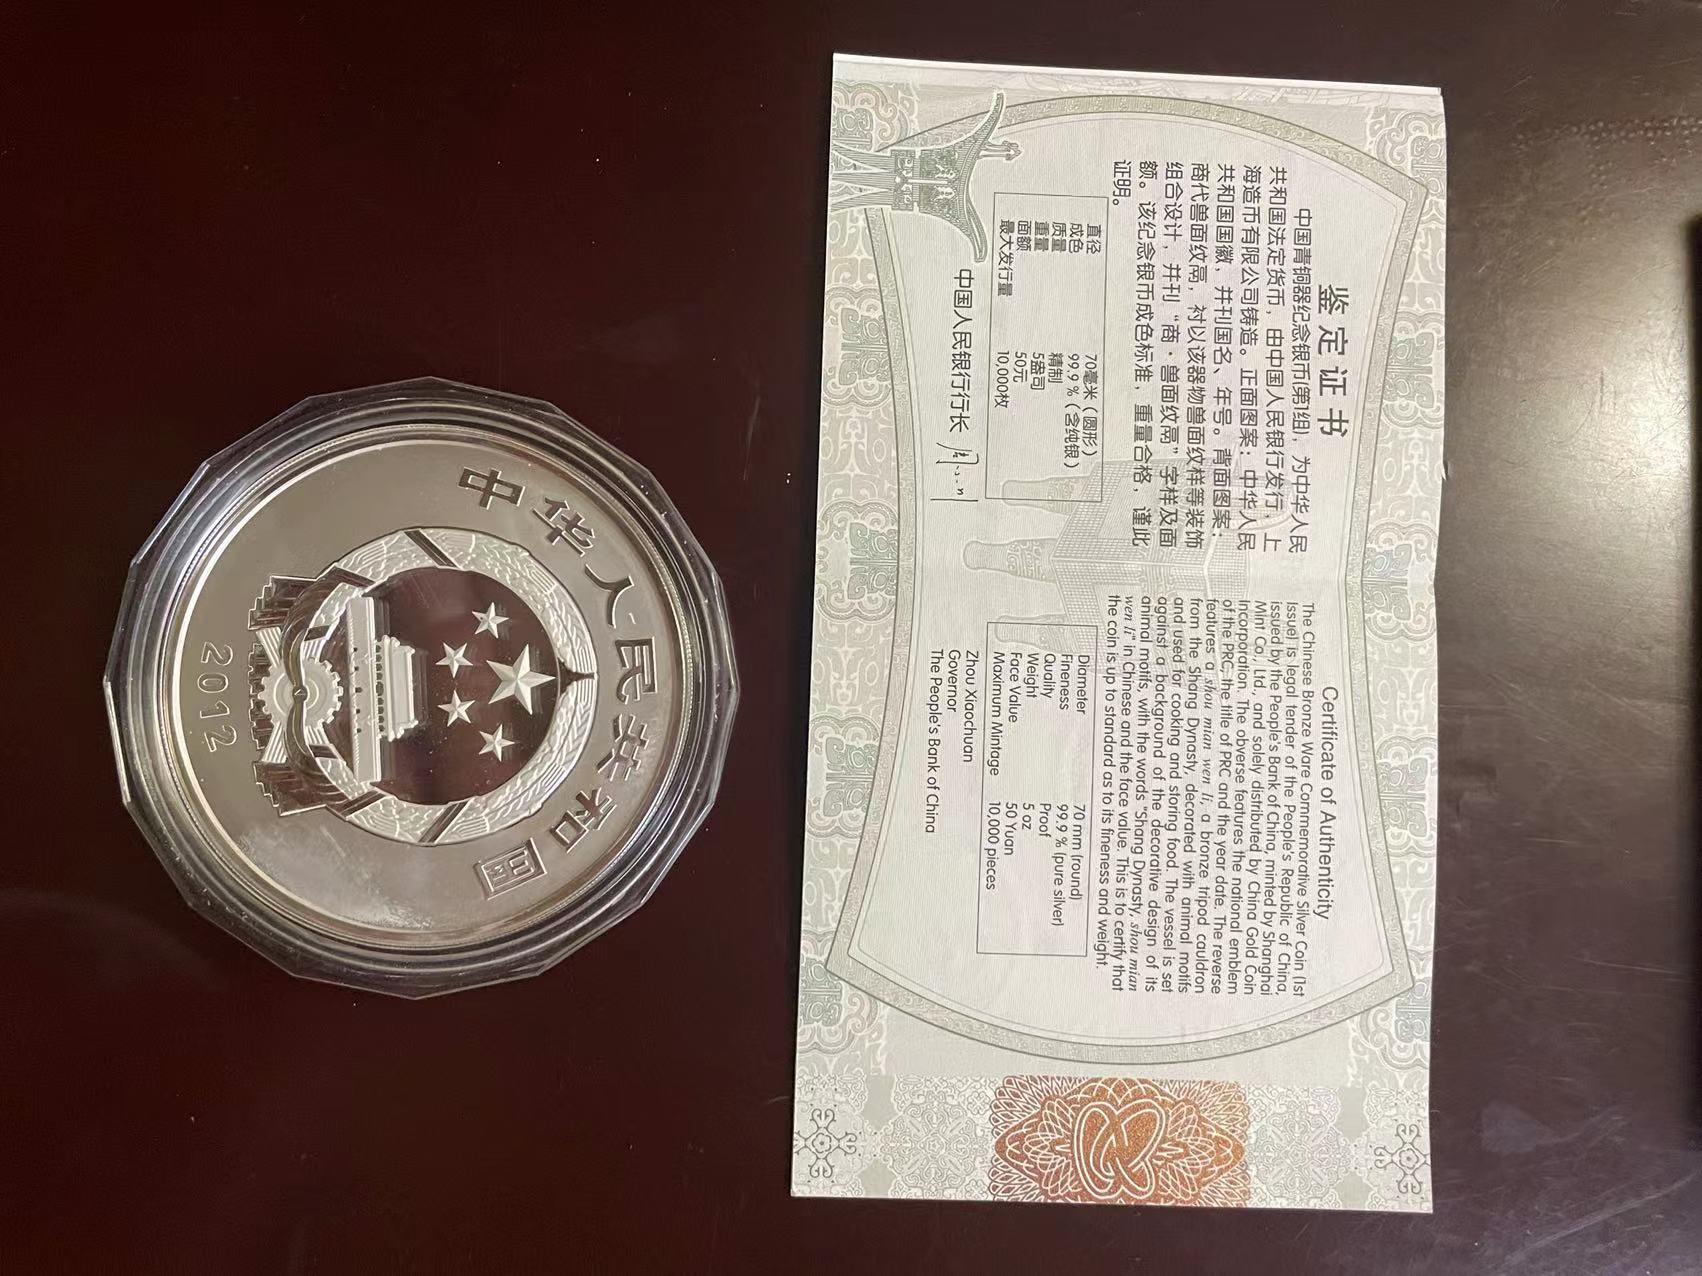 中华人民共和国
2012
鉴定证书
中国青铜器纪念银币(第1组)，为中华人民
共和国法定货币，由中国人民银行发行，上
海造币有限公司铸造。正面图案：中华人民
共和国国徽，并刊国名、年号。背面图案：
商代兽面纹鬲，衬以该器物兽面纹样等装饰
组合设计，并刊“商·兽面纹鬲”字样及面
额。该纪念银币成色标准，重量合格，谨此
证明。
直径 70毫米（圆形）
成色 99.9％（含纯银）
质量 精制
重量 5盎司
面额 50元
最大发行量 10,000枚
中国人民银行行长
Certificate of Authenticity
The Chinese Bronze Ware Commemorative Silver Coin (1st
Issue) is legal tender of the People's Republic of China,
issued by the People's Bank of China, minted by Shanghai
Mint Co., Ltd., and solely distributed by China Gold Coin
Incorporation. The obverse features the national emblem
of the PRC, the title of PRC and the year date. The reverse
features a shou mian wen li, a bronze tripod cauldron
from the Shang Dynasty, decorated with animal motifs
and used for cooking and storing food. The vessel is set
against a background of the decorative design of its
animal motifs, with the words "Shang Dynasty, shou mian
wen li" in Chinese and the face value. This is to certify that
the coin is up to standard as to its fineness and weight.
Diameter 70 mm (round)
Fineness 99.9 % (pure silver)
Quality Proof
Weight 5 oz
Face Value 50 Yuan
Maximum Mintage 10,000 pieces
Zhou Xiaochuan
Governor
The People's Bank of China